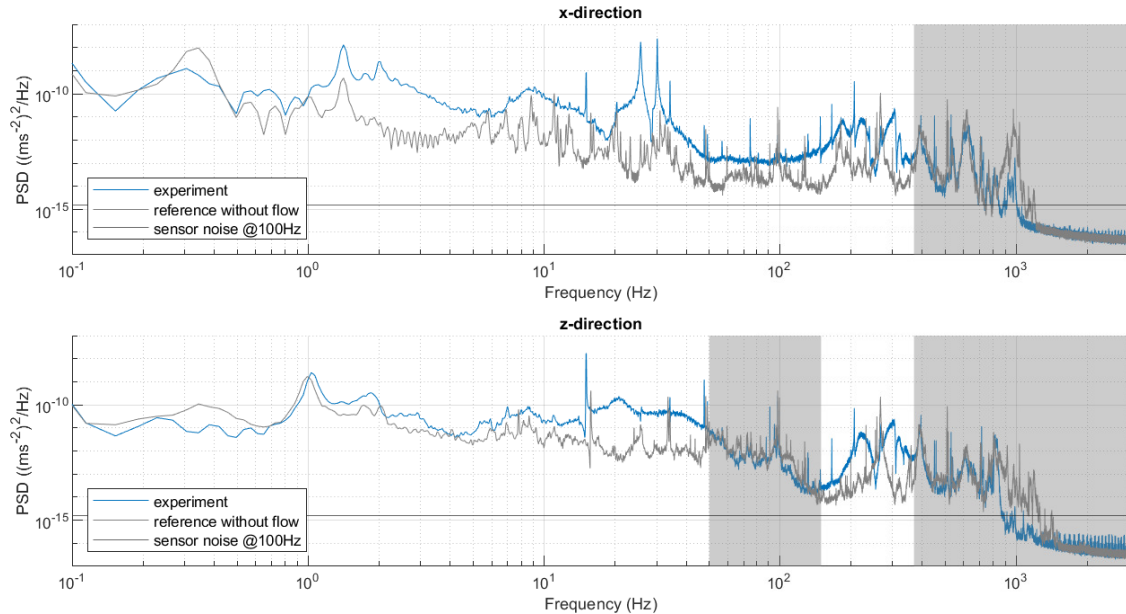 x-direction
PSD ((ms⁻²)²/Hz)
10⁻¹⁰
10⁻¹⁵
experiment
reference without flow
sensor noise @100Hz
10⁻¹ 10⁰ 10¹ 10² 10³
Frequency (Hz)
z-direction
PSD ((ms⁻²)²/Hz)
10⁻¹⁰
10⁻¹⁵
experiment
reference without flow
sensor noise @100Hz
10⁻¹ 10⁰ 10¹ 10² 10³
Frequency (Hz)